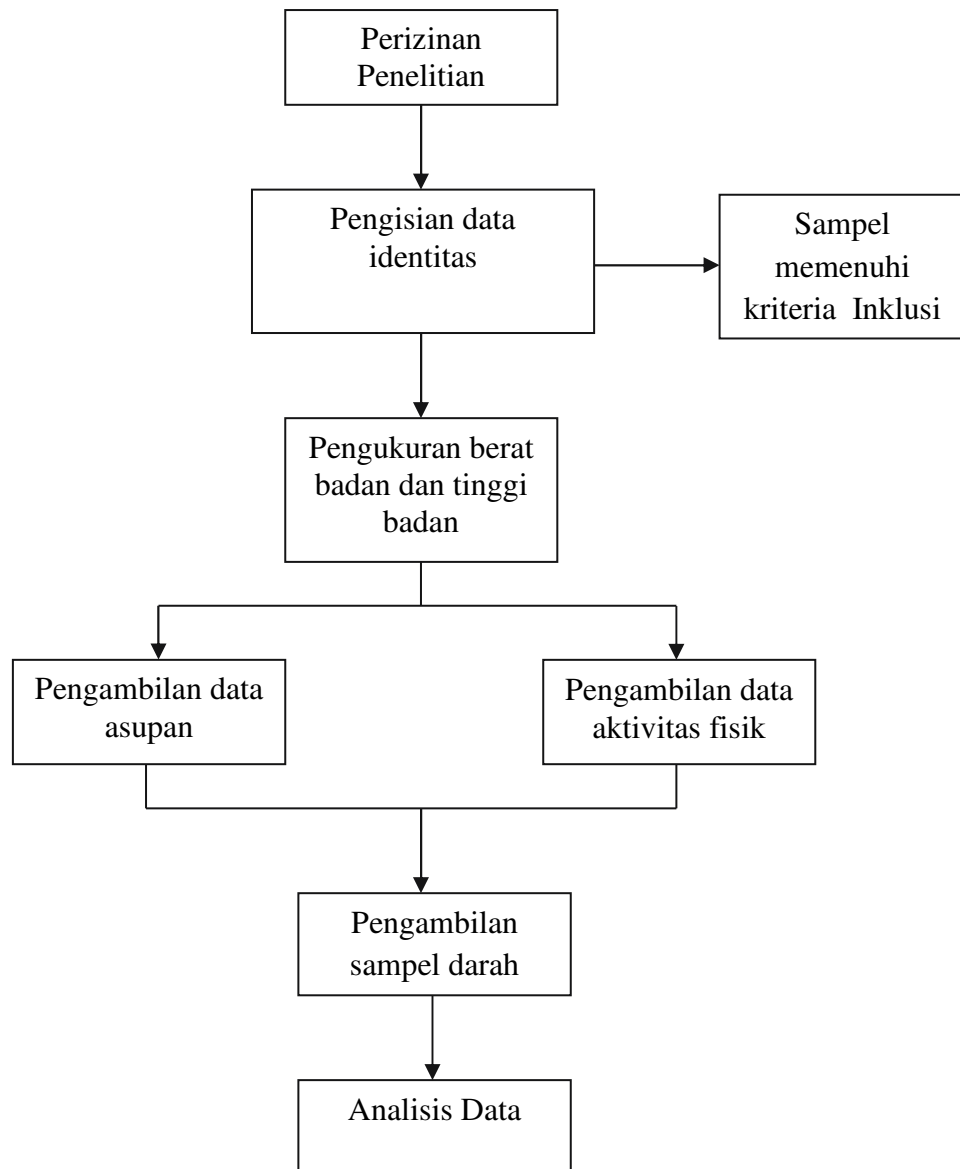 Perizinan
Penelitian
Pengisian data
identitas
Sampel
memenuhi
kriteria Inklusi
Pengukuran berat
badan dan tinggi
badan
Pengambilan data
asupan
Pengambilan data
aktivitas fisik
Pengambilan
sampel darah
Analisis Data